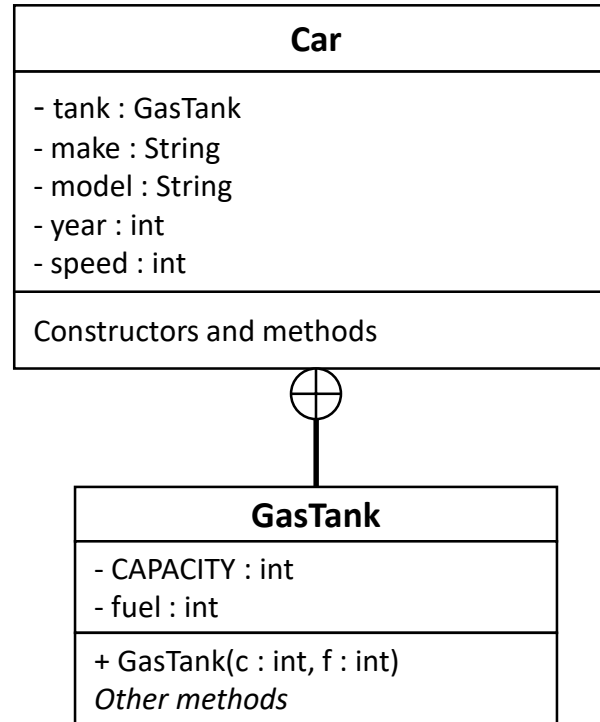 Car
- tank : GasTank
- make : String
- model : String
- year : int
- speed : int
Constructors and methods
GasTank
- CAPACITY : int
- fuel : int
+ GasTank(c : int, f : int)
Other methods